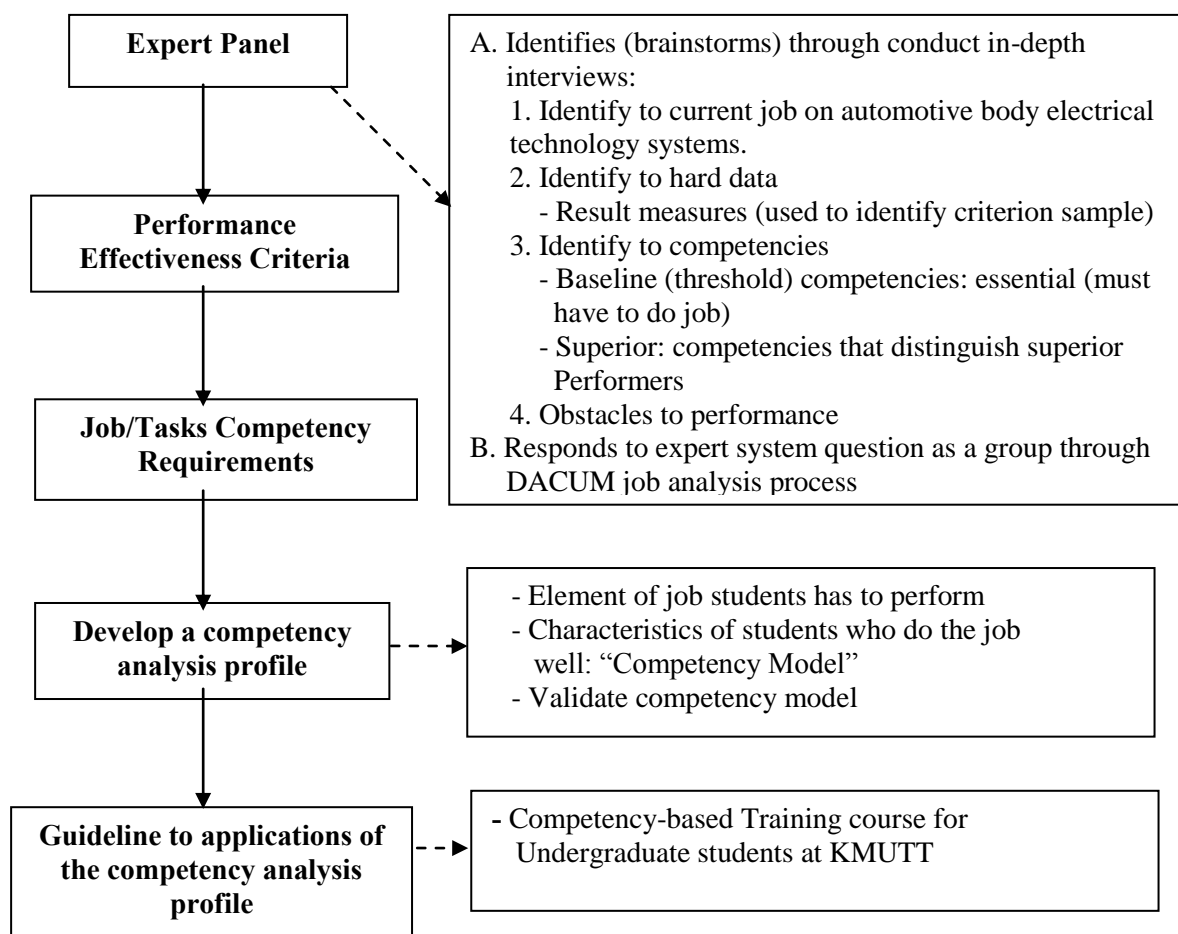 Expert Panel
A. Identifies (brainstorms) through conduct in-depth
interviews:
1. Identify to current job on automotive body electrical
technology systems.
2. Identify to hard data
- Result measures (used to identify criterion sample)
3. Identify to competencies
- Baseline (threshold) competencies: essential (must
have to do job)
- Superior: competencies that distinguish superior
Performers
4. Obstacles to performance
B. Responds to expert system question as a group through
DACUM job analysis process
Performance
Effectiveness Criteria
Job/Tasks Competency
Requirements
Develop a competency
analysis profile
- Element of job students has to perform
- Characteristics of students who do the job
well: “Competency Model”
- Validate competency model
Guideline to applications of
the competency analysis
profile
- Competency-based Training course for
Undergraduate students at KMUTT